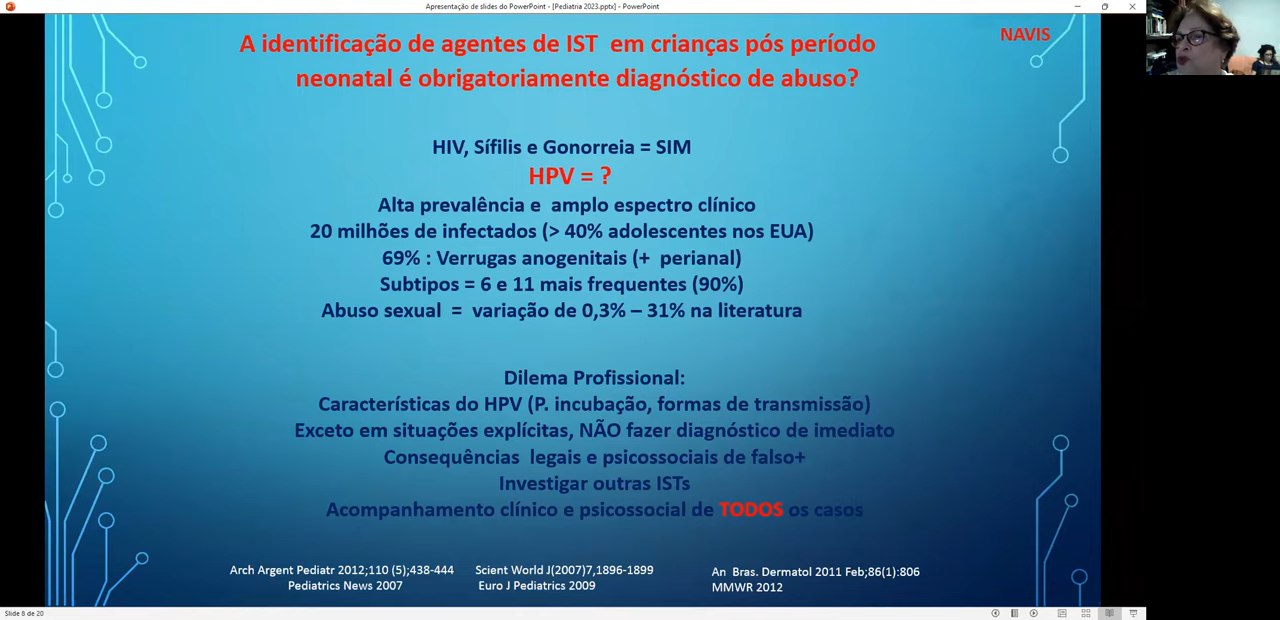 Apresentação de slides do PowerPoint - [Pediatria 2023.pptx] - PowerPoint
A identificação de agentes de IST em crianças pós período
neonatal é obrigatoriamente diagnóstico de abuso?
NAVIS
HIV, Sífilis e Gonorreia = SIM
HPV = ?
Alta prevalência e amplo espectro clínico
20 milhões de infectados (> 40% adolescentes nos EUA)
69% : Verrugas anogenitais (+ perianal)
Subtipos = 6 e 11 mais frequentes (90%)
Abuso sexual = variação de 0,3% – 31% na literatura
Dilema Profissional:
Características do HPV (P. incubação, formas de transmissão)
Exceto em situações explícitas, NÃO fazer diagnóstico de imediato
Consequências legais e psicossociais de falso+
Investigar outras ISTs
Acompanhamento clínico e psicossocial de TODOS os casos
Arch Argent Pediatr 2012;110 (5);438-444
Pediatrics News 2007
Scient World J(2007)7,1896-1899
Euro J Pediatrics 2009
An Bras. Dermatol 2011 Feb;86(1):806
MMWR 2012
Slide 8 de 20